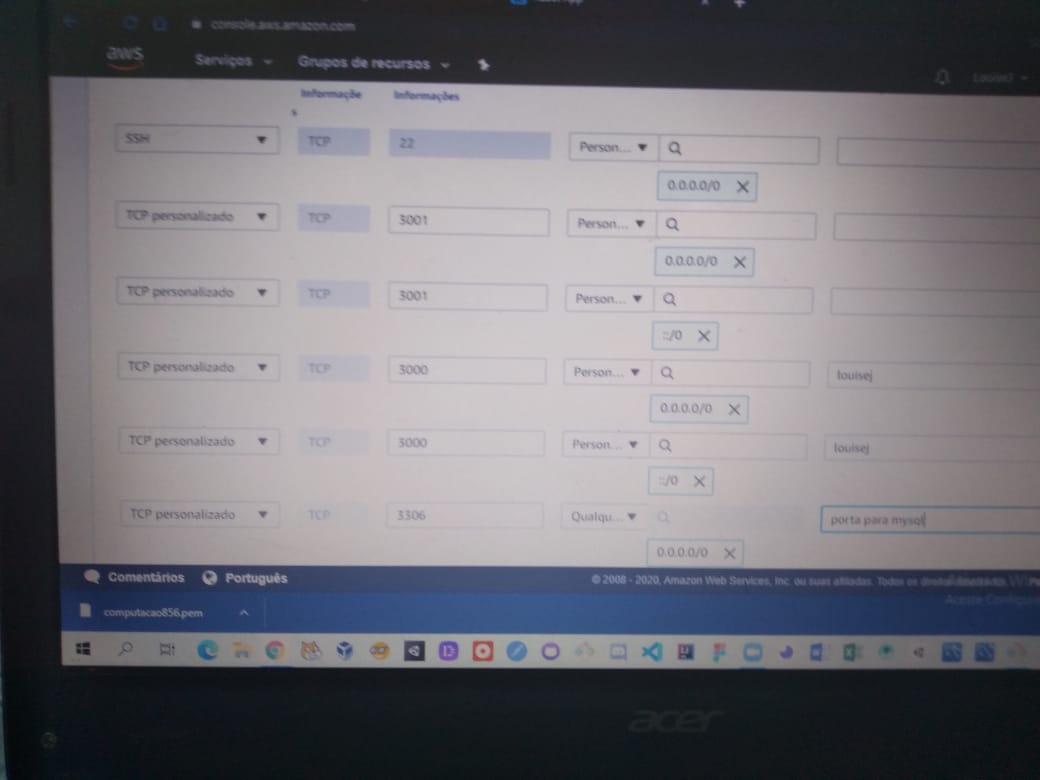 console.aws.amazon.com
aws Serviços Grupos de recursos
Informaçõe
s
Informações
SSH TCP 22 Person...
0.0.0.0/0
TCP personalizado TCP 3001 Person...
0.0.0.0/0
TCP personalizado TCP 3001 Person...
::/0
TCP personalizado TCP 3000 Person... louisej
0.0.0.0/0
TCP personalizado TCP 3000 Person... louisej
::/0
TCP personalizado TCP 3306 Qualqu... porta para mysql
0.0.0.0/0
Comentários Português © 2008 - 2020, Amazon Web Services, Inc. ou suas afiliadas. Todos os
computacao856.pem
acer